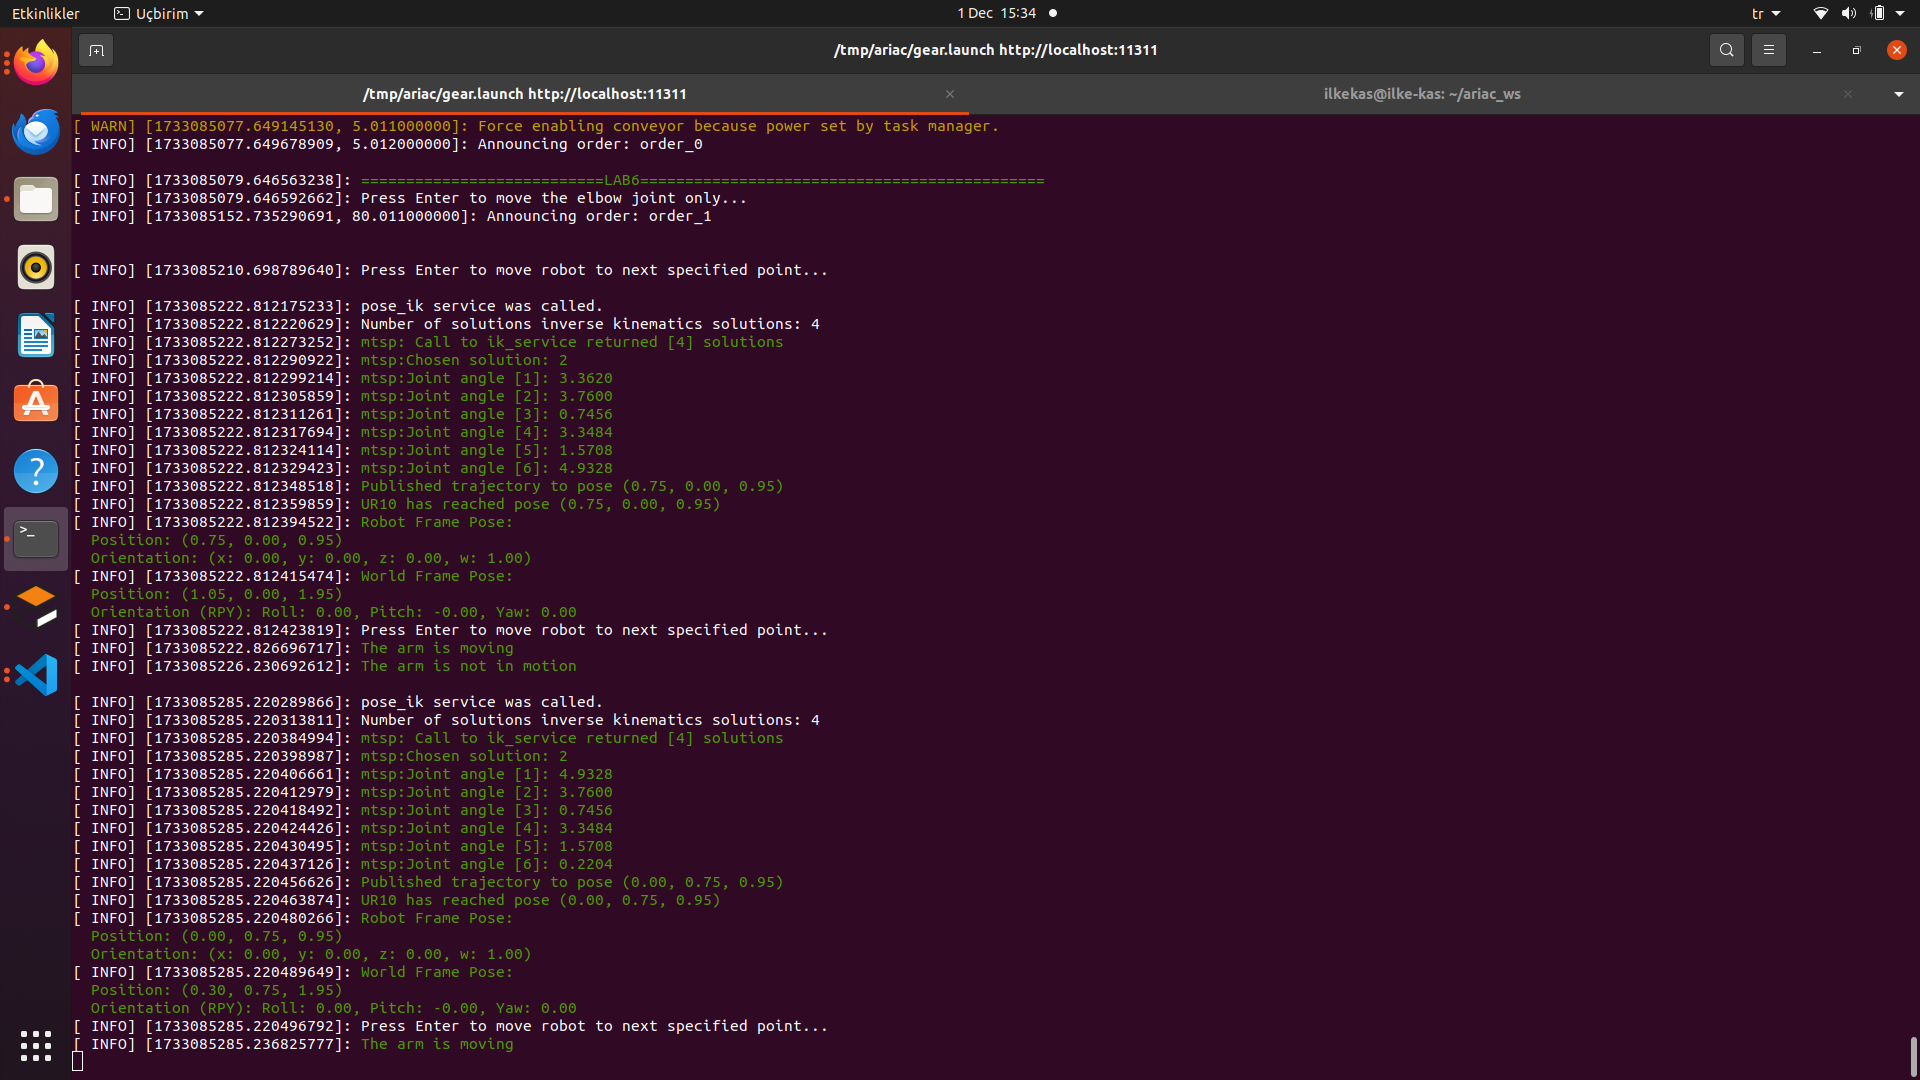 Etkinlikler
Uçbirim
1 Dec 15:34
tr
/tmp/ariac/gear.launch http://localhost:11311
/tmp/ariac/gear.launch http://localhost:11311
ilkekas@ilke-kas: ~/ariac_ws
[ WARN] [1733085077.649145130, 5.011000000]: Force enabling conveyor because power set by task manager.
[ INFO] [1733085077.649678909, 5.012000000]: Announcing order: order_0
[ INFO] [1733085079.646563238]: ===========================LAB6=============================================
[ INFO] [1733085079.646592662]: Press Enter to move the elbow joint only...
[ INFO] [1733085152.735290691, 80.011000000]: Announcing order: order_1
[ INFO] [1733085210.698789640]: Press Enter to move robot to next specified point...
[ INFO] [1733085222.812175233]: pose_ik service was called.
[ INFO] [1733085222.812220629]: Number of solutions inverse kinematics solutions: 4
[ INFO] [1733085222.812273252]: mtsp: Call to ik_service returned [4] solutions
[ INFO] [1733085222.812290922]: mtsp:Chosen solution: 2
[ INFO] [1733085222.812299214]: mtsp:Joint angle [1]: 3.3620
[ INFO] [1733085222.812305859]: mtsp:Joint angle [2]: 3.7600
[ INFO] [1733085222.812311261]: mtsp:Joint angle [3]: 0.7456
[ INFO] [1733085222.812317694]: mtsp:Joint angle [4]: 3.3484
[ INFO] [1733085222.812324114]: mtsp:Joint angle [5]: 1.5708
[ INFO] [1733085222.812329423]: mtsp:Joint angle [6]: 4.9328
[ INFO] [1733085222.812348518]: Published trajectory to pose (0.75, 0.00, 0.95)
[ INFO] [1733085222.812359859]: UR10 has reached pose (0.75, 0.00, 0.95)
[ INFO] [1733085222.812394522]: Robot Frame Pose:
Position: (0.75, 0.00, 0.95)
Orientation: (x: 0.00, y: 0.00, z: 0.00, w: 1.00)
[ INFO] [1733085222.812415474]: World Frame Pose:
Position: (1.05, 0.00, 1.95)
Orientation (RPY): Roll: 0.00, Pitch: -0.00, Yaw: 0.00
[ INFO] [1733085222.812423819]: Press Enter to move robot to next specified point...
[ INFO] [1733085222.826696717]: The arm is moving
[ INFO] [1733085226.230692612]: The arm is not in motion
[ INFO] [1733085285.220289866]: pose_ik service was called.
[ INFO] [1733085285.220313811]: Number of solutions inverse kinematics solutions: 4
[ INFO] [1733085285.220384994]: mtsp: Call to ik_service returned [4] solutions
[ INFO] [1733085285.220398987]: mtsp:Chosen solution: 2
[ INFO] [1733085285.220406661]: mtsp:Joint angle [1]: 4.9328
[ INFO] [1733085285.220412979]: mtsp:Joint angle [2]: 3.7600
[ INFO] [1733085285.220418492]: mtsp:Joint angle [3]: 0.7456
[ INFO] [1733085285.220424426]: mtsp:Joint angle [4]: 3.3484
[ INFO] [1733085285.220430495]: mtsp:Joint angle [5]: 1.5708
[ INFO] [1733085285.220437126]: mtsp:Joint angle [6]: 0.2204
[ INFO] [1733085285.220456626]: Published trajectory to pose (0.00, 0.75, 0.95)
[ INFO] [1733085285.220463874]: UR10 has reached pose (0.00, 0.75, 0.95)
[ INFO] [1733085285.220480266]: Robot Frame Pose:
Position: (0.00, 0.75, 0.95)
Orientation: (x: 0.00, y: 0.00, z: 0.00, w: 1.00)
[ INFO] [1733085285.220489649]: World Frame Pose:
Position: (0.30, 0.75, 1.95)
Orientation (RPY): Roll: 0.00, Pitch: -0.00, Yaw: 0.00
[ INFO] [1733085285.220496792]: Press Enter to move robot to next specified point...
[ INFO] [1733085285.236825777]: The arm is moving